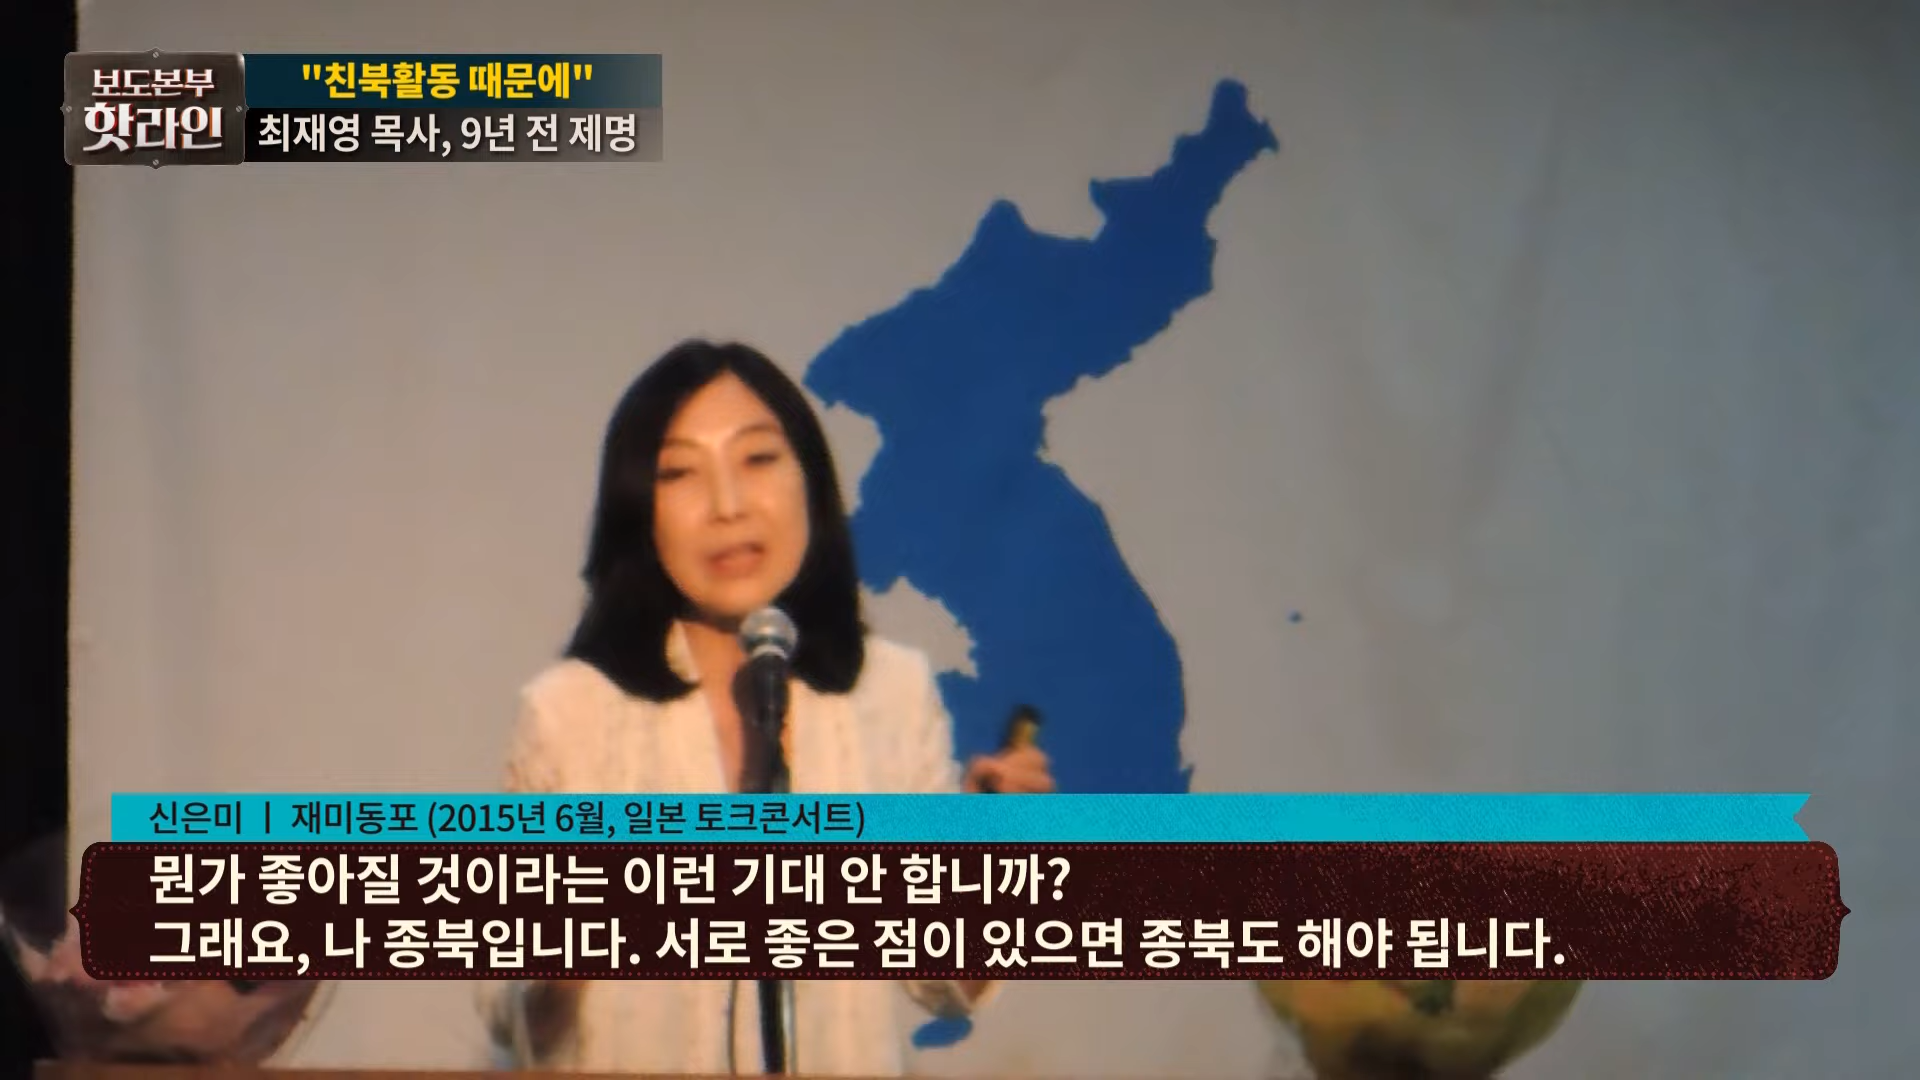 보도본부
핫라인
"친북활동 때문에"
최재영 목사, 9년 전 제명
신은미 ㅣ 재미동포 (2015년 6월, 일본 토크콘서트)
뭔가 좋아질 것이라는 이런 기대 안 합니까?
그래요, 나 종북입니다. 서로 좋은 점이 있으면 종북도 해야 됩니다.